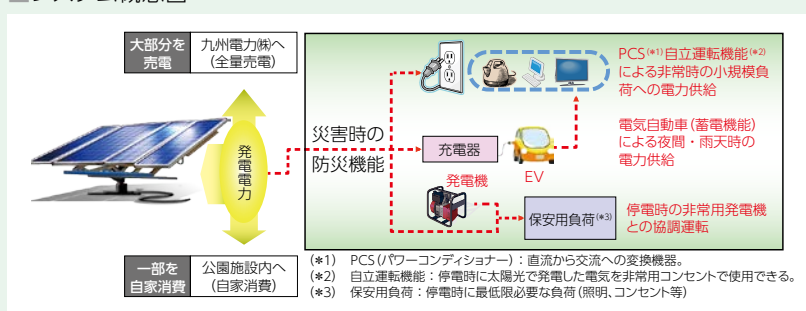 大部分を
売電
九州電力㈱へ
(全量売電)
発電電力
災害時の
防災機能
PCS(*1)自立運転機能(*2)
による非常時の小規模負
荷への電力供給
充電器
EV
電気自動車(蓄電機能)
による夜間・雨天時の
電力供給
発電機
保安用負荷(*3)
停電時の非常用発電機
との協調運転
一部を
自家消費
公園施設内へ
(自家消費)
(*1) PCS(パワーコンディショナー):直流から交流への変換機器。
(*2) 自立運転機能:停電時に太陽光で発電した電気を非常用コンセントで使用できる。
(*3) 保安用負荷:停電時に最低限必要な負荷(照明、コンセント等)